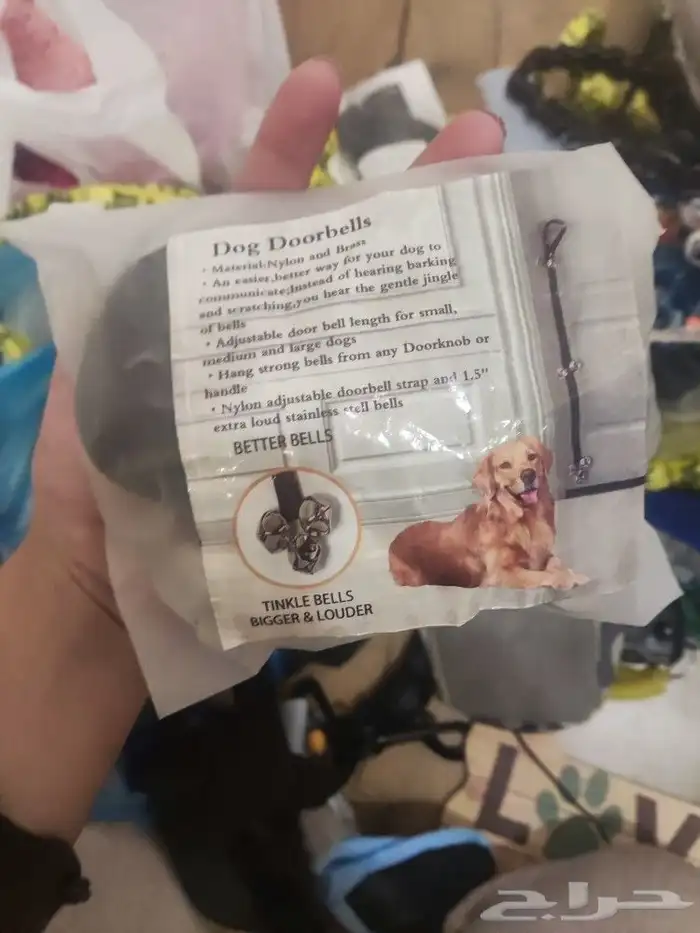 Dog Doorbells
• Material:Nylon and Brass
• An easier,better way for your dog to
communicate;Instead of hearing barking
and scratching,you hear the gentle jingle
of bells
• Adjustable door bell length for small,
medium and large dogs
• Hang strong bells from any Doorknob or
handle
• Nylon adjustable doorbell strap and 1.5"
extra loud stainless stell bells
BETTER BELLS
TINKLE BELLS
BIGGER & LOUDER
L V
حراج